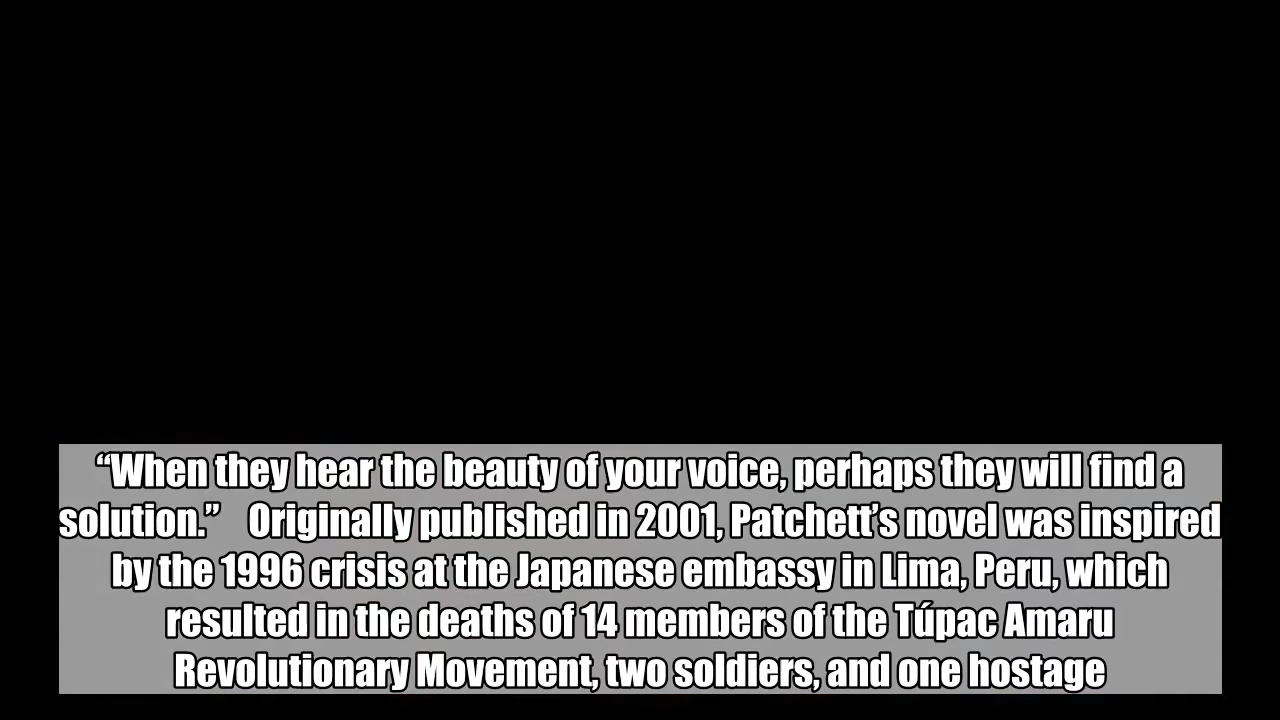 “When they hear the beauty of your voice, perhaps they will find a
solution.”    Originally published in 2001, Patchett’s novel was inspired
by the 1996 crisis at the Japanese embassy in Lima, Peru, which
resulted in the deaths of 14 members of the Túpac Amaru
Revolutionary Movement, two soldiers, and one hostage